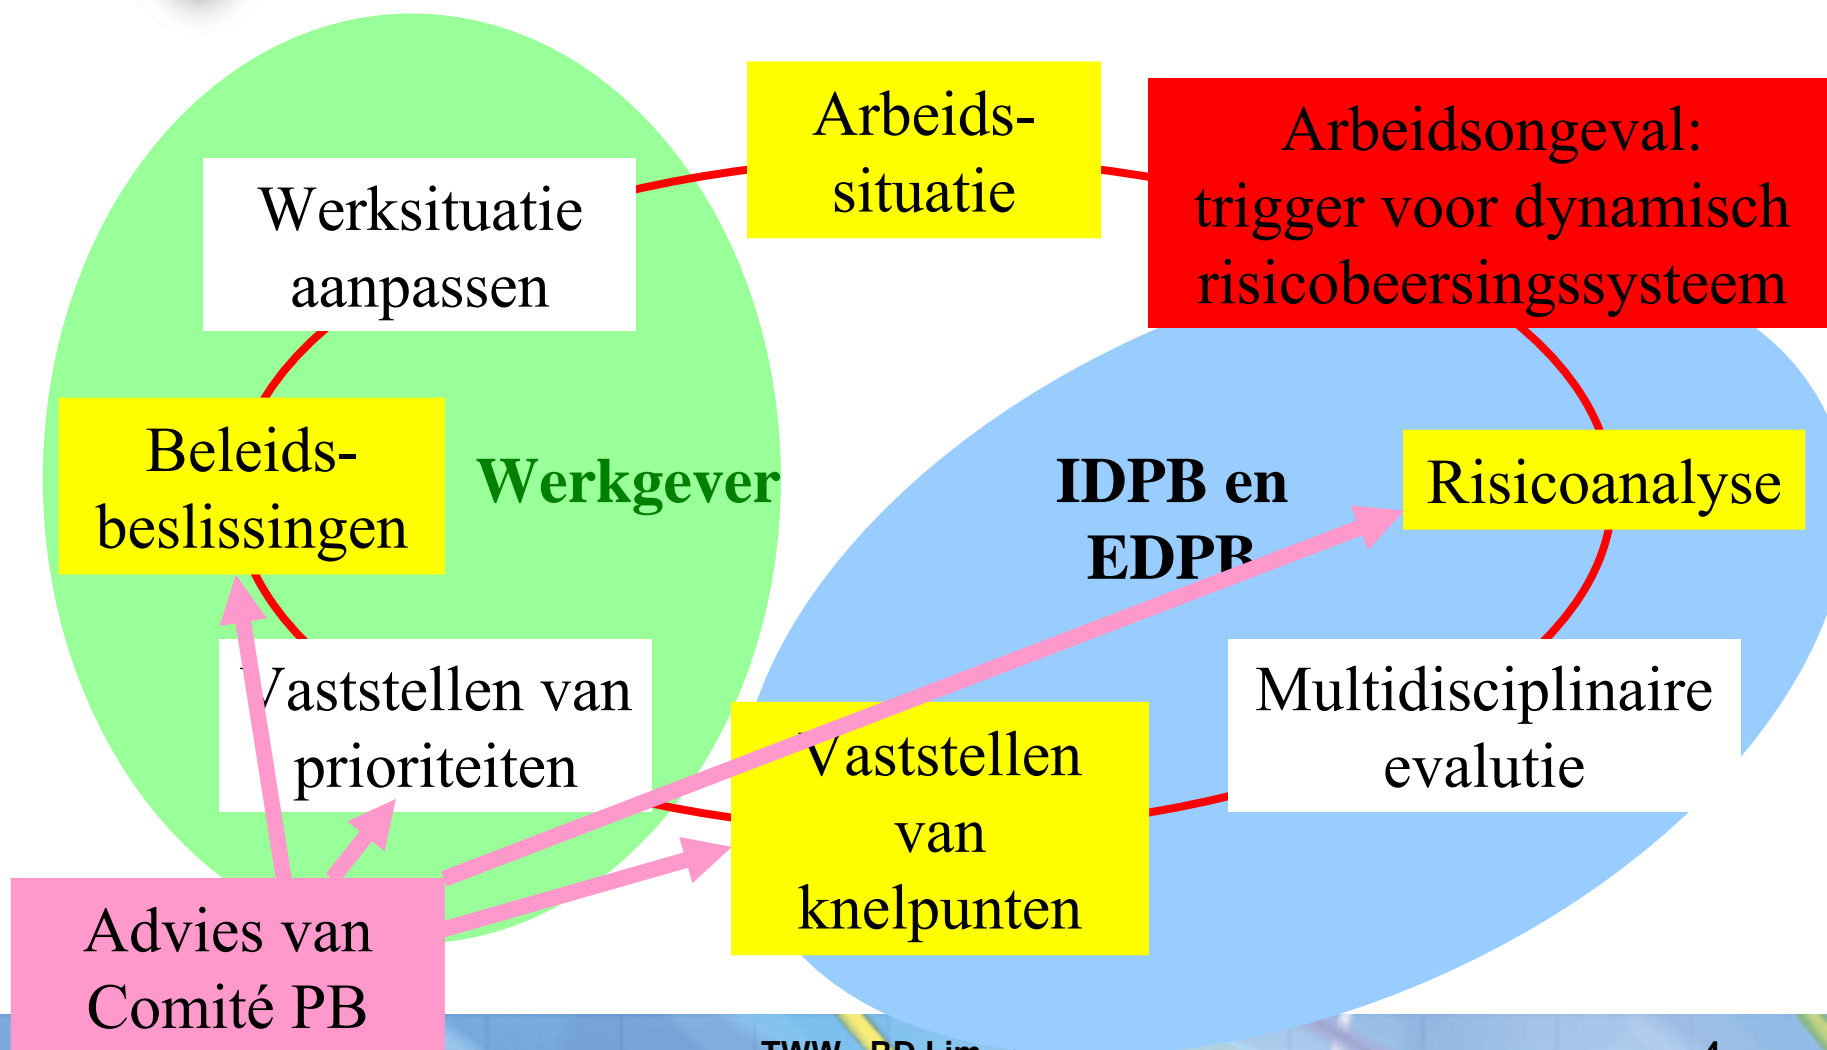 Arbeids-
situatie
Arbeidsongeval:
trigger voor dynamisch
risicobeersingssysteem
Werksituatie
aanpassen
Beleids-
beslissingen
Werkgever
IDPB en
EDPB
Risicoanalyse
Vaststellen van
prioriteiten
Multidisciplinaire
evalutie
Vaststellen
van
knelpunten
Advies van
Comité PB